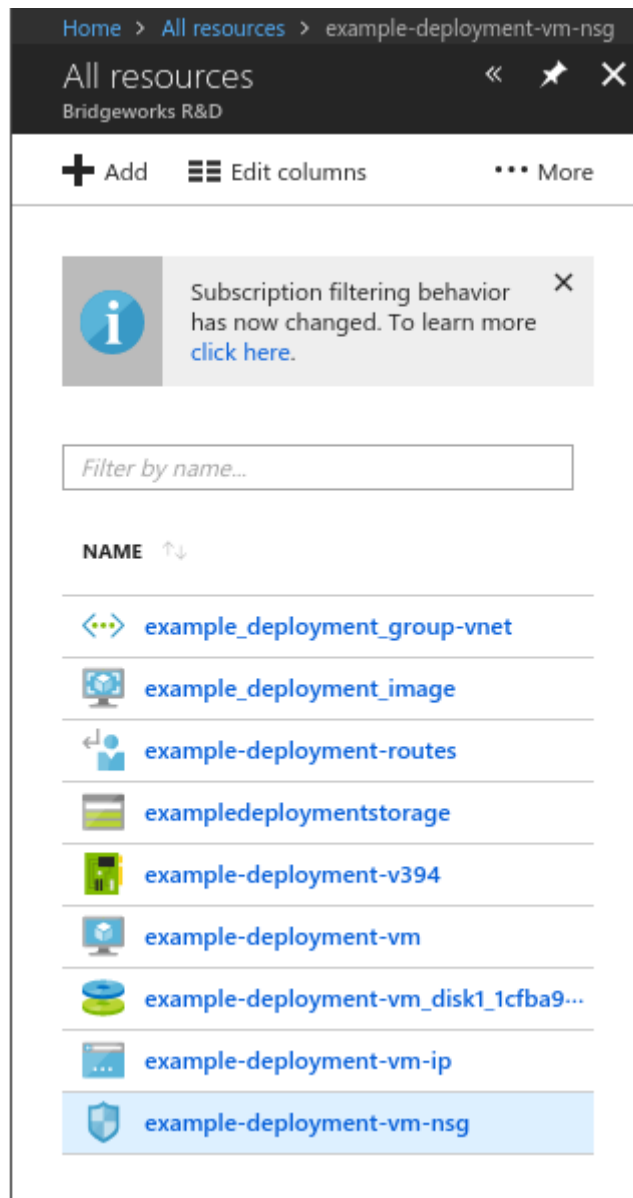 Home > All resources > example-deployment-vm-nsg
All resources
Bridgeworks R&D
Add Edit columns ··· More
Subscription filtering behavior
has now changed. To learn more
click here.
Filter by name...
NAME
example_deployment_group-vnet
example_deployment_image
example-deployment-routes
exampledeploymentstorage
example-deployment-v394
example-deployment-vm
example-deployment-vm_disk1_1cfba9···
example-deployment-vm-ip
example-deployment-vm-nsg